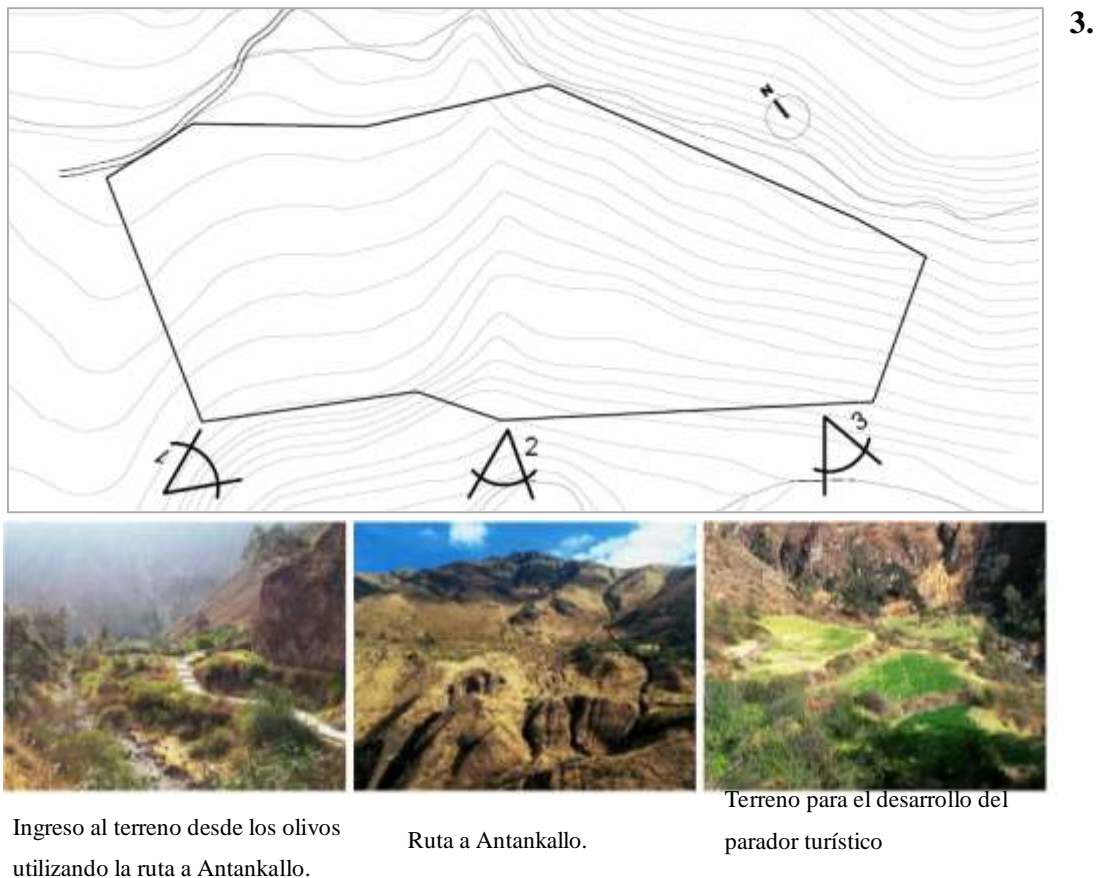 3.
N
1
2
3
Ingreso al terreno desde los olivos
utilizando la ruta a Antankallo.
Ruta a Antankallo.
Terreno para el desarrollo del
parador turístico